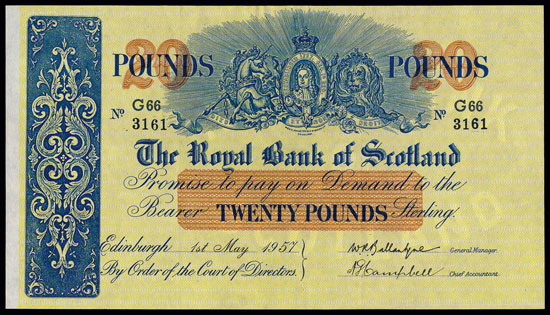 20 POUNDS 20 POUNDS
G66 G66
Nº 3161 Nº 3161
The Royal Bank of Scotland
Promise to pay on Demand to the
Bearer TWENTY POUNDS Sterling.
Edinburgh 1st May 1957. W R Ballantyne General Manager
By Order of the Court of Directors. A J Campbell Chief Accountant